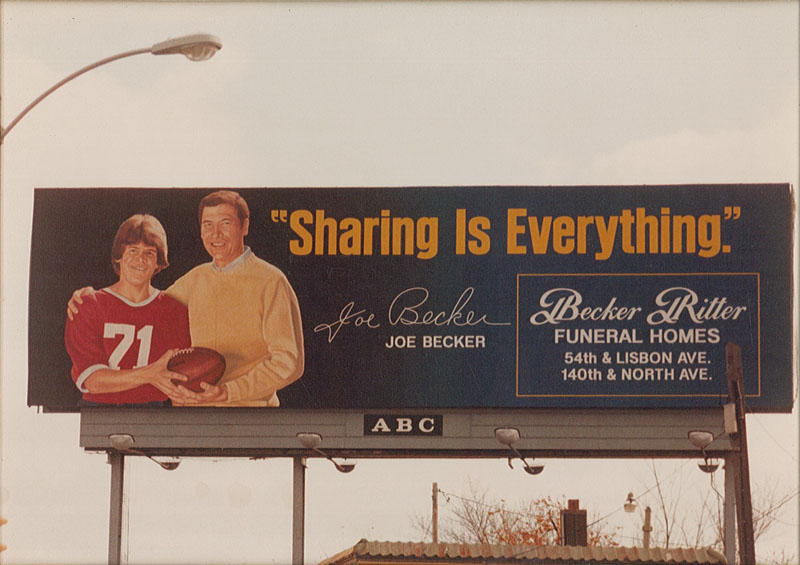 "Sharing Is Everything."
71
Joe Becker
JOE BECKER
Becker Ritter
FUNERAL HOMES
54th & LISBON AVE.
140th & NORTH AVE.
ABC